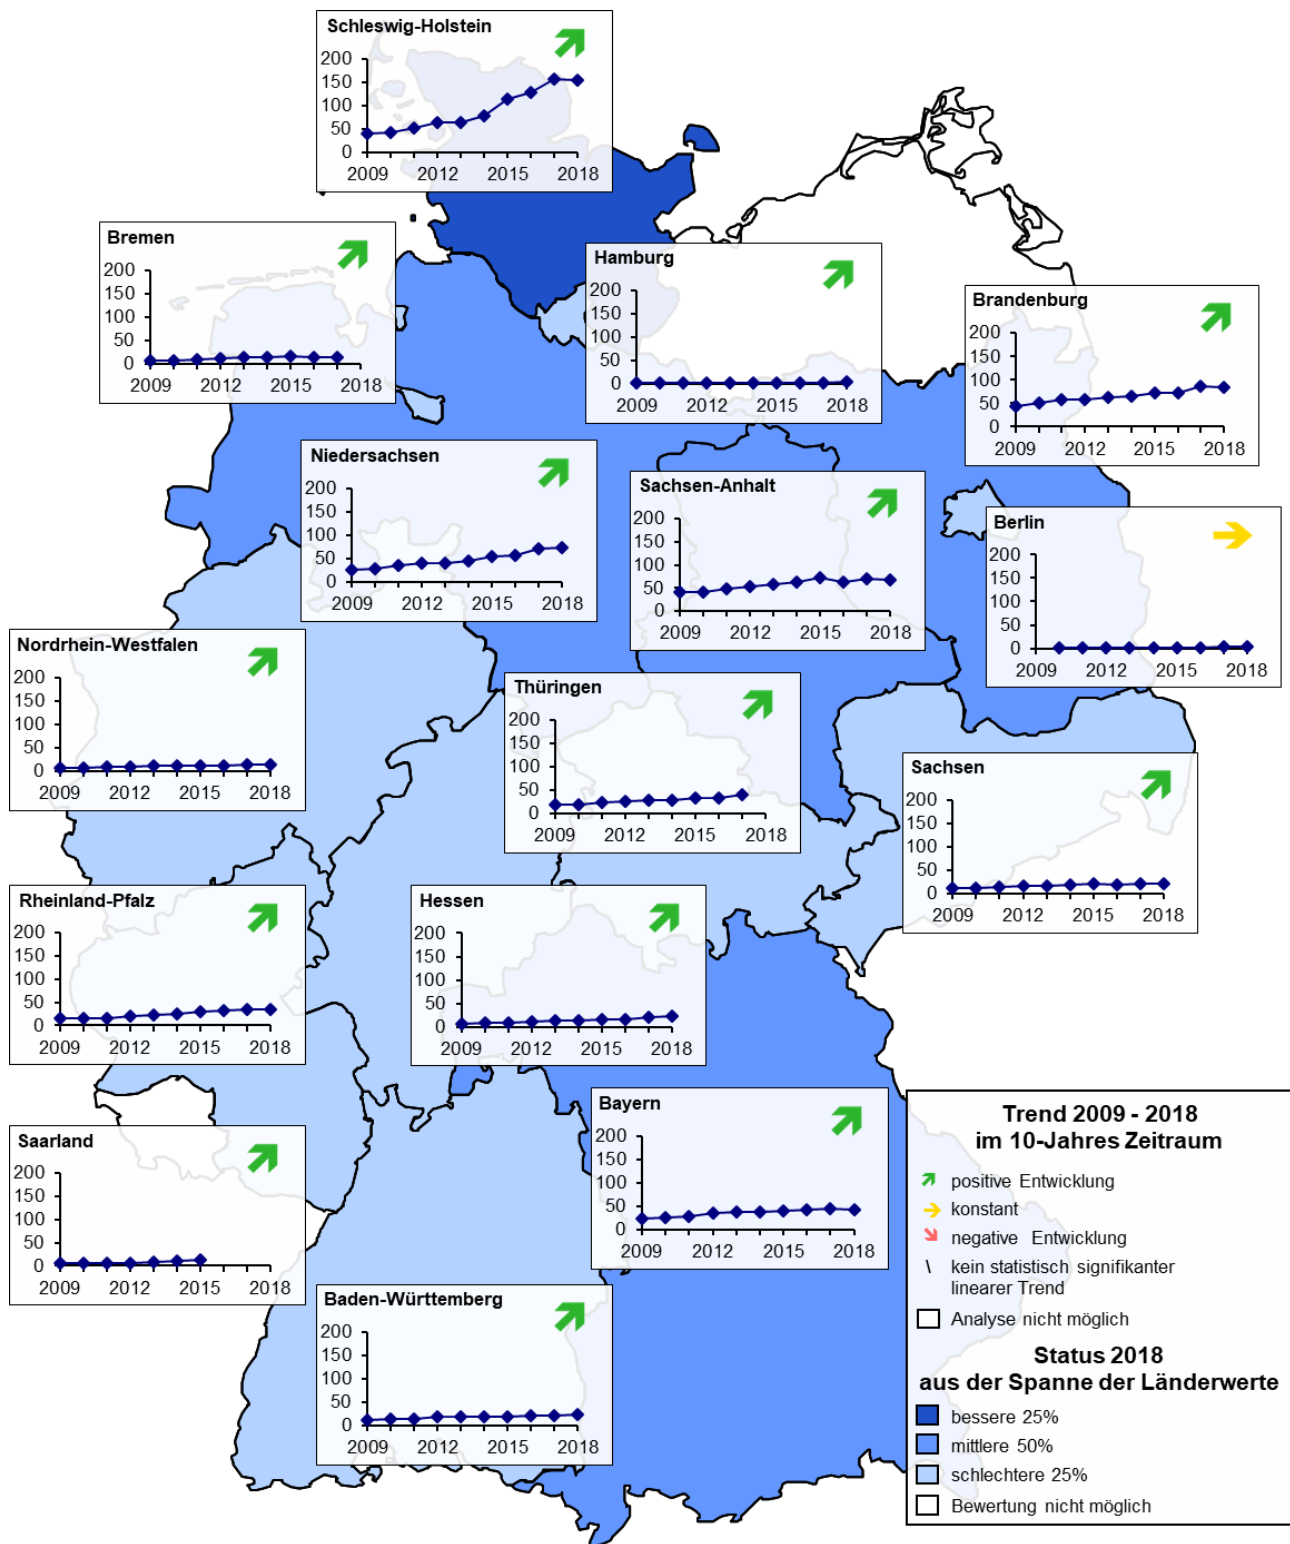 Schleswig-Holstein
200
150
100
50
0
2009 2012 2015 2018
Bremen
200
150
100
50
0
2009 2012 2015 2018
Hamburg
200
150
100
50
0
2009 2012 2015 2018
Brandenburg
200
150
100
50
0
2009 2012 2015 2018
Niedersachsen
200
150
100
50
0
2009 2012 2015 2018
Sachsen-Anhalt
200
150
100
50
0
2009 2012 2015 2018
Berlin
200
150
100
50
0
2009 2012 2015 2018
Nordrhein-Westfalen
200
150
100
50
0
2009 2012 2015 2018
Thüringen
200
150
100
50
0
2009 2012 2015 2018
Sachsen
200
150
100
50
0
2009 2012 2015 2018
Rheinland-Pfalz
200
150
100
50
0
2009 2012 2015 2018
Hessen
200
150
100
50
0
2009 2012 2015 2018
Saarland
200
150
100
50
0
2009 2012 2015 2018
Bayern
200
150
100
50
0
2009 2012 2015 2018
Baden-Württemberg
200
150
100
50
0
2009 2012 2015 2018
Trend 2009 - 2018
im 10-Jahres Zeitraum
positive Entwicklung
konstant
negative Entwicklung
\ kein statistisch signifikanter
linearer Trend
Analyse nicht möglich
Status 2018
aus der Spanne der Länderwerte
bessere 25%
mittlere 50%
schlechtere 25%
Bewertung nicht möglich